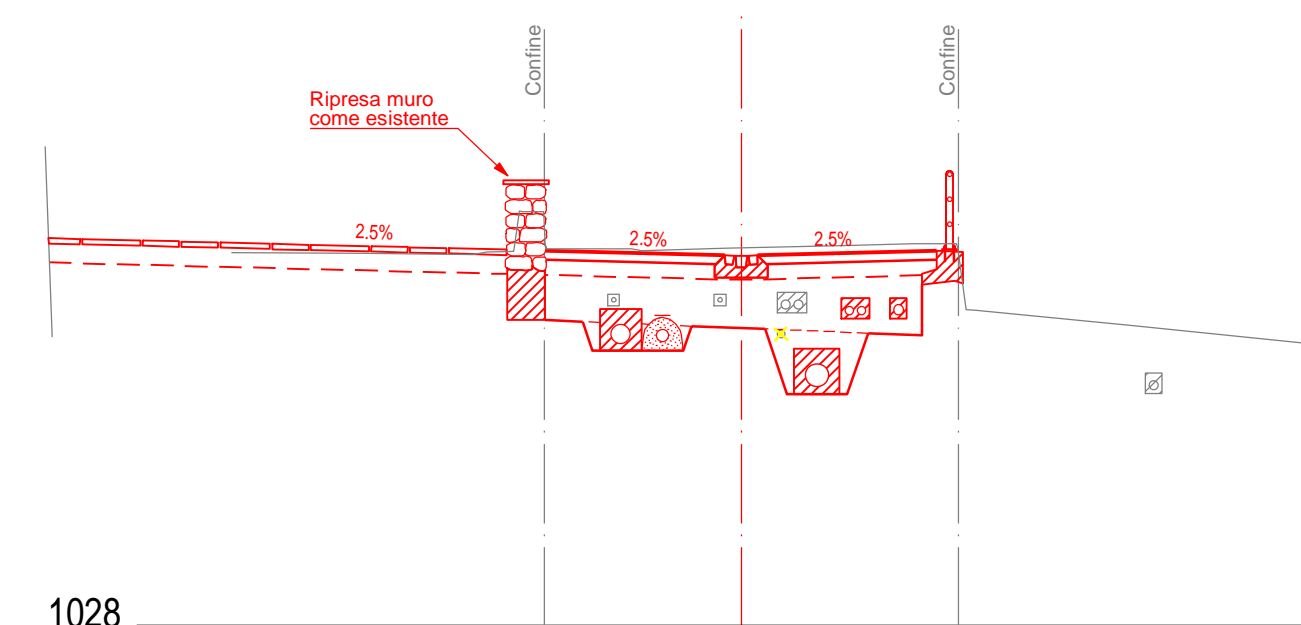 Confine
Confine
Ripresa muro
come esistente
2.5%
2.5%
2.5%
1028